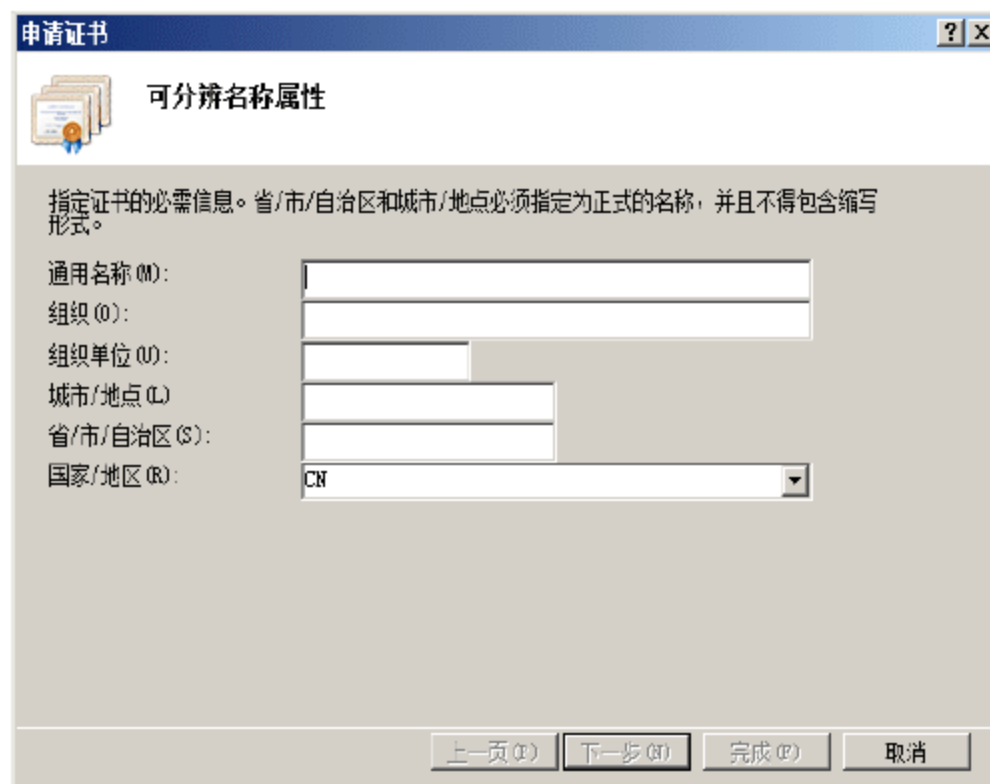 申请证书
可分辨名称属性
指定证书的必需信息。省/市/自治区和城市/地点必须指定为正式的名称，并且不得包含缩写
形式。
通用名称(M):
组织(O):
组织单位(U):
城市/地点(L)
省/市/自治区(S):
国家/地区(R):
CN
上一页(P)
下一步(N)
完成(F)
取消